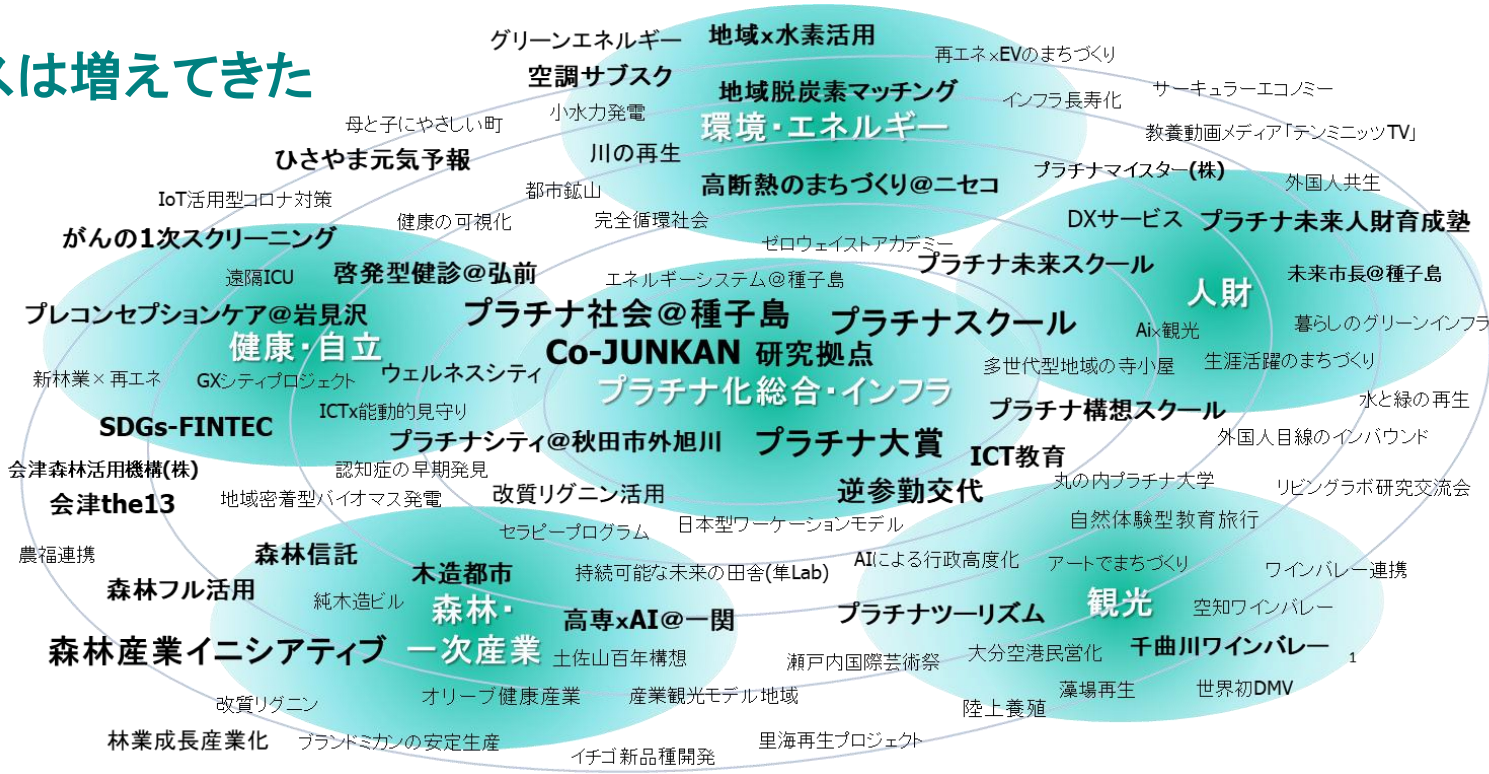 スは増えてきた
グリーンエネルギー
地域x水素活用
再エネxEVのまちづくり
空調サブスク
地域脱炭素マッチング
インフラ長寿化
サーキュラーエコノミー
母と子にやさしい町
小水力発電
環境・エネルギー
教養動画メディア「テンミニッツTV」
ひさやま元気予報
川の再生
プラチナマイスター(株)
外国人共生
IoT活用型コロナ対策
都市鉱山
高断熱のまちづくり@ニセコ
健康の可視化
完全循環社会
DXサービス
プラチナ未来人財育成塾
がんの1次スクリーニング
ゼロウェイストアカデミー
遠隔ICU
啓発型健診@弘前
エネルギーシステム@種子島
プラチナ未来スクール
人財
未来市長@種子島
プレコンセプションケア@岩見沢
プラチナ社会@種子島
プラチナスクール
Aix観光
暮らしのグリーンインフラ
健康・自立
Co-JUNKAN 研究拠点
多世代型地域の寺小屋
生涯活躍のまちづくり
新林業×再エネ
GXシティプロジェクト
ウェルネスシティ
プラチナ化総合・インフラ
水と緑の再生
SDGs-FINTEC
ICTx能動的見守り
プラチナ構想スクール
プラチナシティ@秋田市外旭川
プラチナ大賞
ICT教育
外国人目線のインバウンド
会津森林活用機構(株)
認知症の早期発見
会津the13
地域密着型バイオマス発電
改質リグニン活用
逆参勤交代
丸の内プラチナ大学
リビングラボ研究交流会
セラピープログラム
日本型ワーケーションモデル
自然体験型教育旅行
農福連携
森林信託
木造都市
持続可能な未来の田舎(隼Lab)
AIによる行政高度化
アートでまちづくり
ワインバレー連携
森林フル活用
純木造ビル
森林・
一次産業
高専xAI@一関
プラチナツーリズム
観光
空知ワインバレー
森林産業イニシアティブ
土佐山百年構想
瀬戸内国際芸術祭
大分空港民営化
千曲川ワインバレー
1
改質リグニン
オリーブ健康産業
産業観光モデル地域
藻場再生
世界初DMV
陸上養殖
林業成長産業化
ブランドミカンの安定生産
イチゴ新品種開発
里海再生プロジェクト